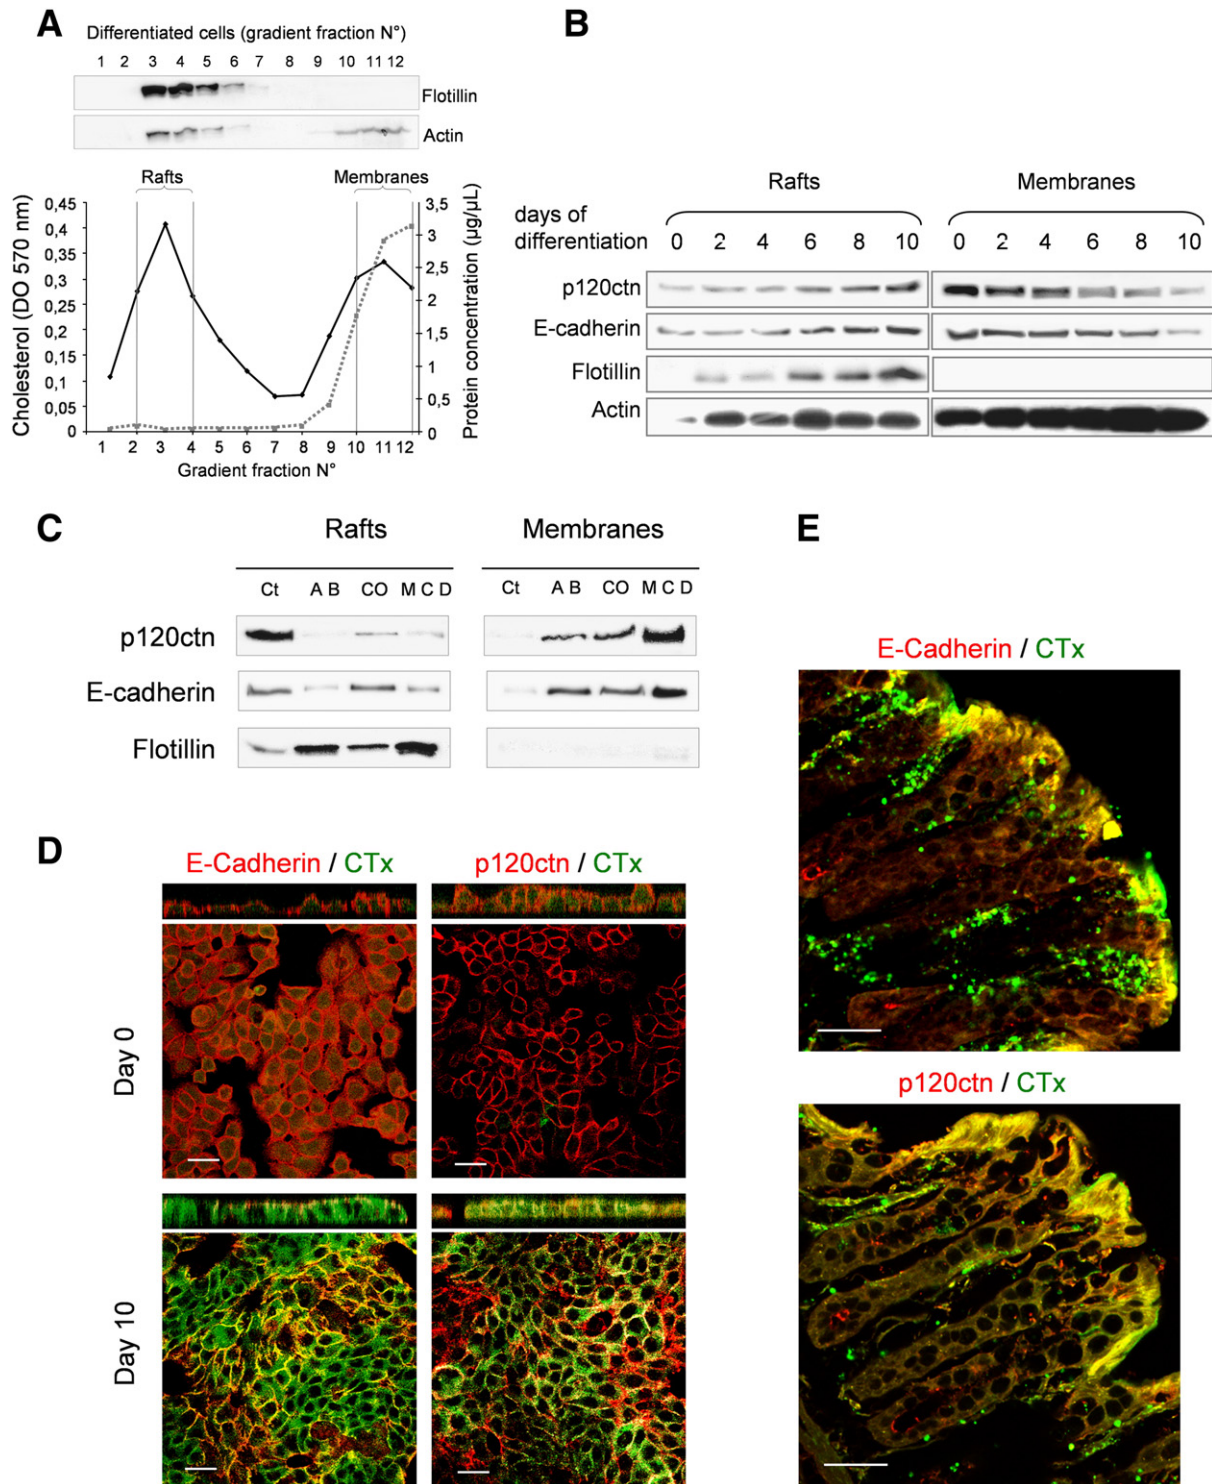 A
Differentiated cells (gradient fraction N°)
1 2 3 4 5 6 7 8 9 10 11 12
Flotillin
Actin
Rafts
Membranes
Cholesterol (DO 570 nm)
0,45
0,4
0,35
0,3
0,25
0,2
0,15
0,1
0,05
0
3,5
3
2,5
2
1,5
1
0,5
0
Protein concentration (µg/µL)
1 2 3 4 5 6 7 8 9 10 11 12
Gradient fraction N°
B
Rafts
Membranes
days of
differentiation
0 2 4 6 8 10
0 2 4 6 8 10
p120ctn
E-cadherin
Flotillin
Actin
C
Rafts
Membranes
Ct A B CO M C D
Ct A B CO M C D
p120ctn
E-cadherin
Flotillin
D
E-Cadherin / CTx
p120ctn / CTx
Day 0
Day 10
E
E-Cadherin / CTx
p120ctn / CTx